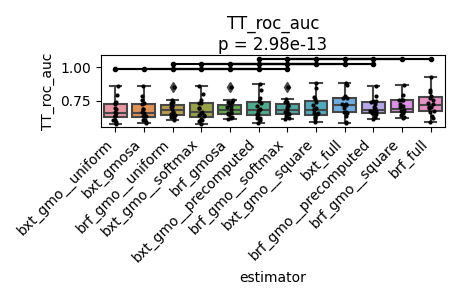 TT_roc_auc
p = 2.98e-13
TT_roc_auc
1.00
0.75
bxt_gmo__uniform
bxt_gmosa
brf_gmo__uniform
bxt_gmo__softmax
brf_gmosa
bxt_gmo__precomputed
brf_gmo__softmax
bxt_gmo__square
bxt_full
brf_gmo__precomputed
brf_gmo__square
brf_full
estimator